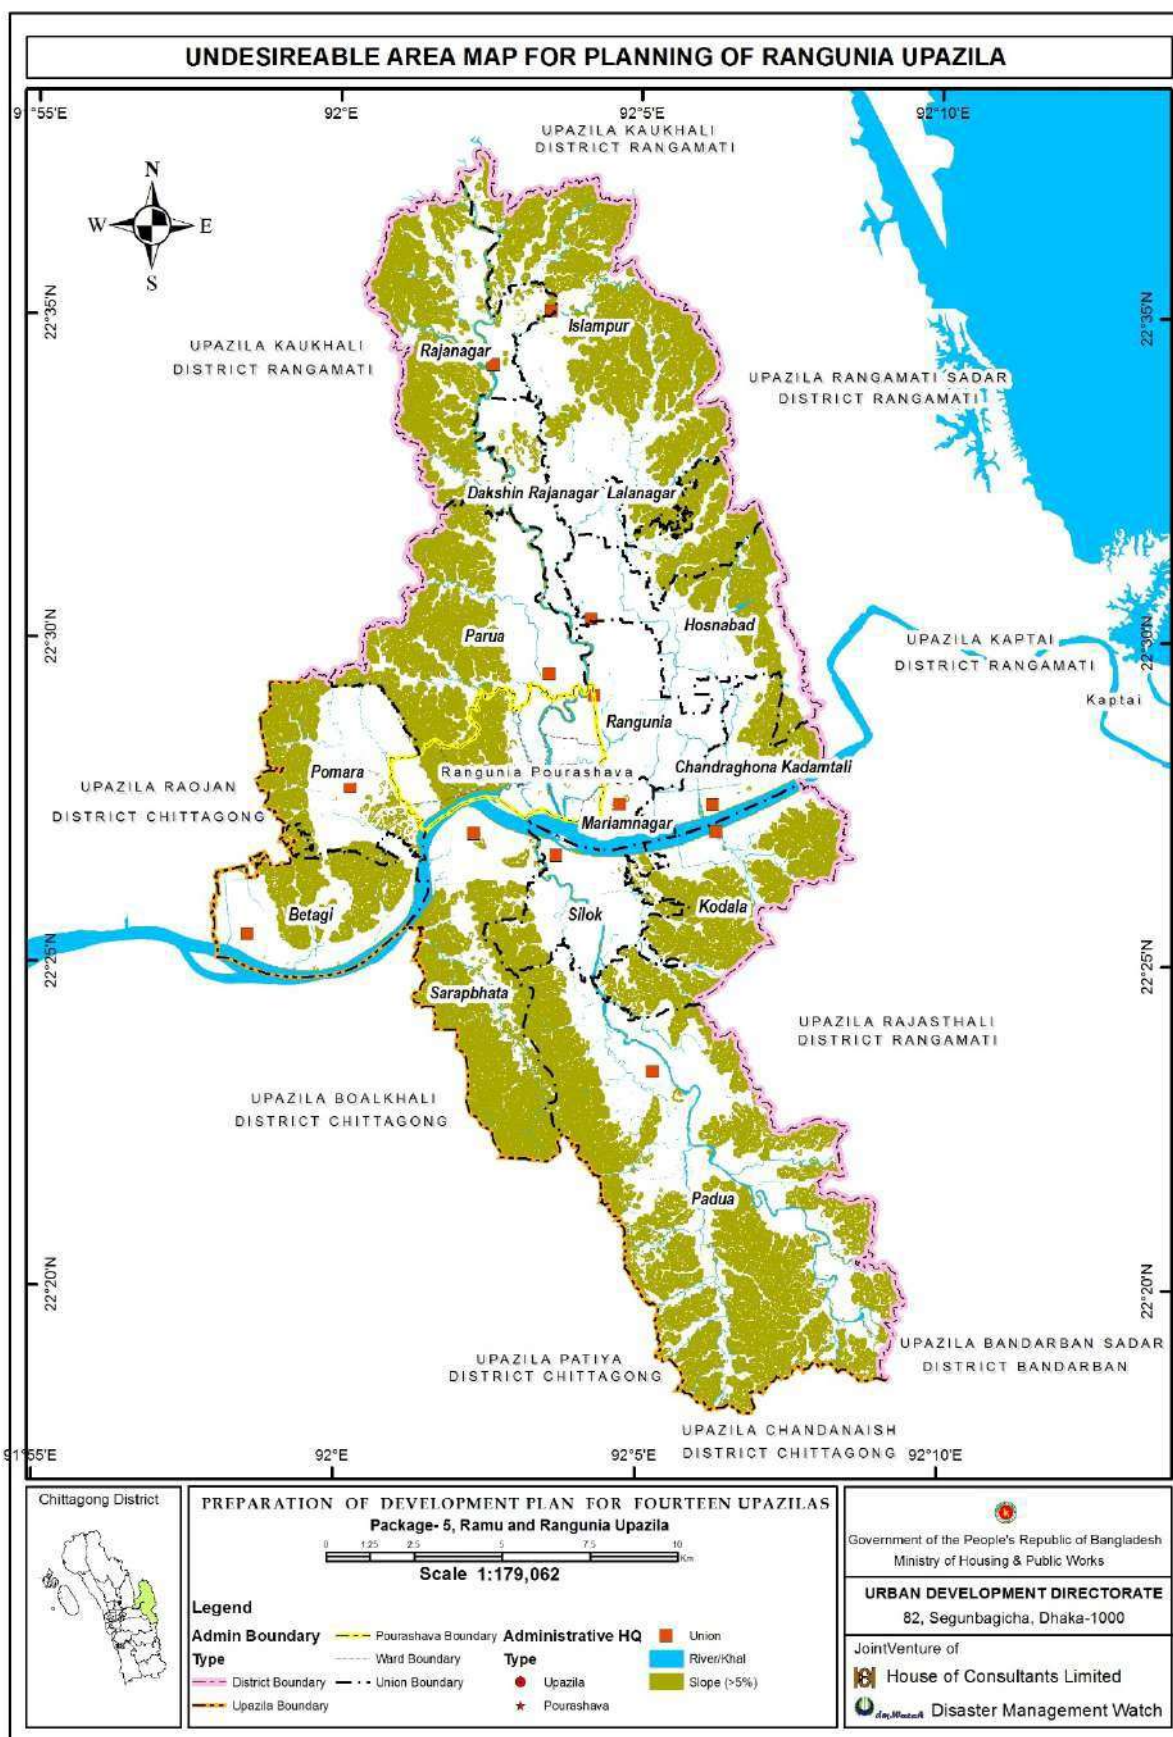 UNDESIREABLE AREA MAP FOR PLANNING OF RANGUNIA UPAZILA
91°55'E 92°E 92°5'E 92°10'E
UPAZILA KAUKHALI
DISTRICT RANGAMATI
N
W E
S
22°35'N
22°35'N
Islampur
UPAZILA KAUKHALI
DISTRICT RANGAMATI
Rajanagar
UPAZILA RANGAMATI SADAR
DISTRICT RANGAMATI
Dakshin Rajanagar
Lalanagar
22°30'N
22°30'N
Parua
Hosnabad
UPAZILA KAPTAI
DISTRICT RANGAMATI
Kaptai
Rangunia
Pomara
Rangunia Pourashava
Chandraghona Kadamtali
UPAZILA RAOJAN
DISTRICT CHITTAGONG
Mariamnagar
Betagi
Silok
Kodala
22°25'N
22°25'N
Sarapbhata
UPAZILA RAJASTHALI
DISTRICT RANGAMATI
UPAZILA BOALKHALI
DISTRICT CHITTAGONG
Padua
22°20'N
22°20'N
UPAZILA BANDARBAN SADAR
DISTRICT BANDARBAN
UPAZILA PATIYA
DISTRICT CHITTAGONG
UPAZILA CHANDANAISH
DISTRICT CHITTAGONG
91°55'E 92°E 92°5'E 92°10'E
Chittagong District
PREPARATION OF DEVELOPMENT PLAN FOR FOURTEEN UPAZILAS
Package- 5, Ramu and Rangunia Upazila
0 1.25 2.5 5 7.5 10
Km
Scale 1:179,062
Legend
Admin Boundary
Type
District Boundary
Upazila Boundary
Pourashava Boundary
Ward Boundary
Union Boundary
Administrative HQ
Type
Upazila
Pourashava
Union
River/Khal
Slope (>5%)
Government of the People's Republic of Bangladesh
Ministry of Housing & Public Works
URBAN DEVELOPMENT DIRECTORATE
82, Segunbagicha, Dhaka-1000
JointVenture of
House of Consultants Limited
dmWatch Disaster Management Watch